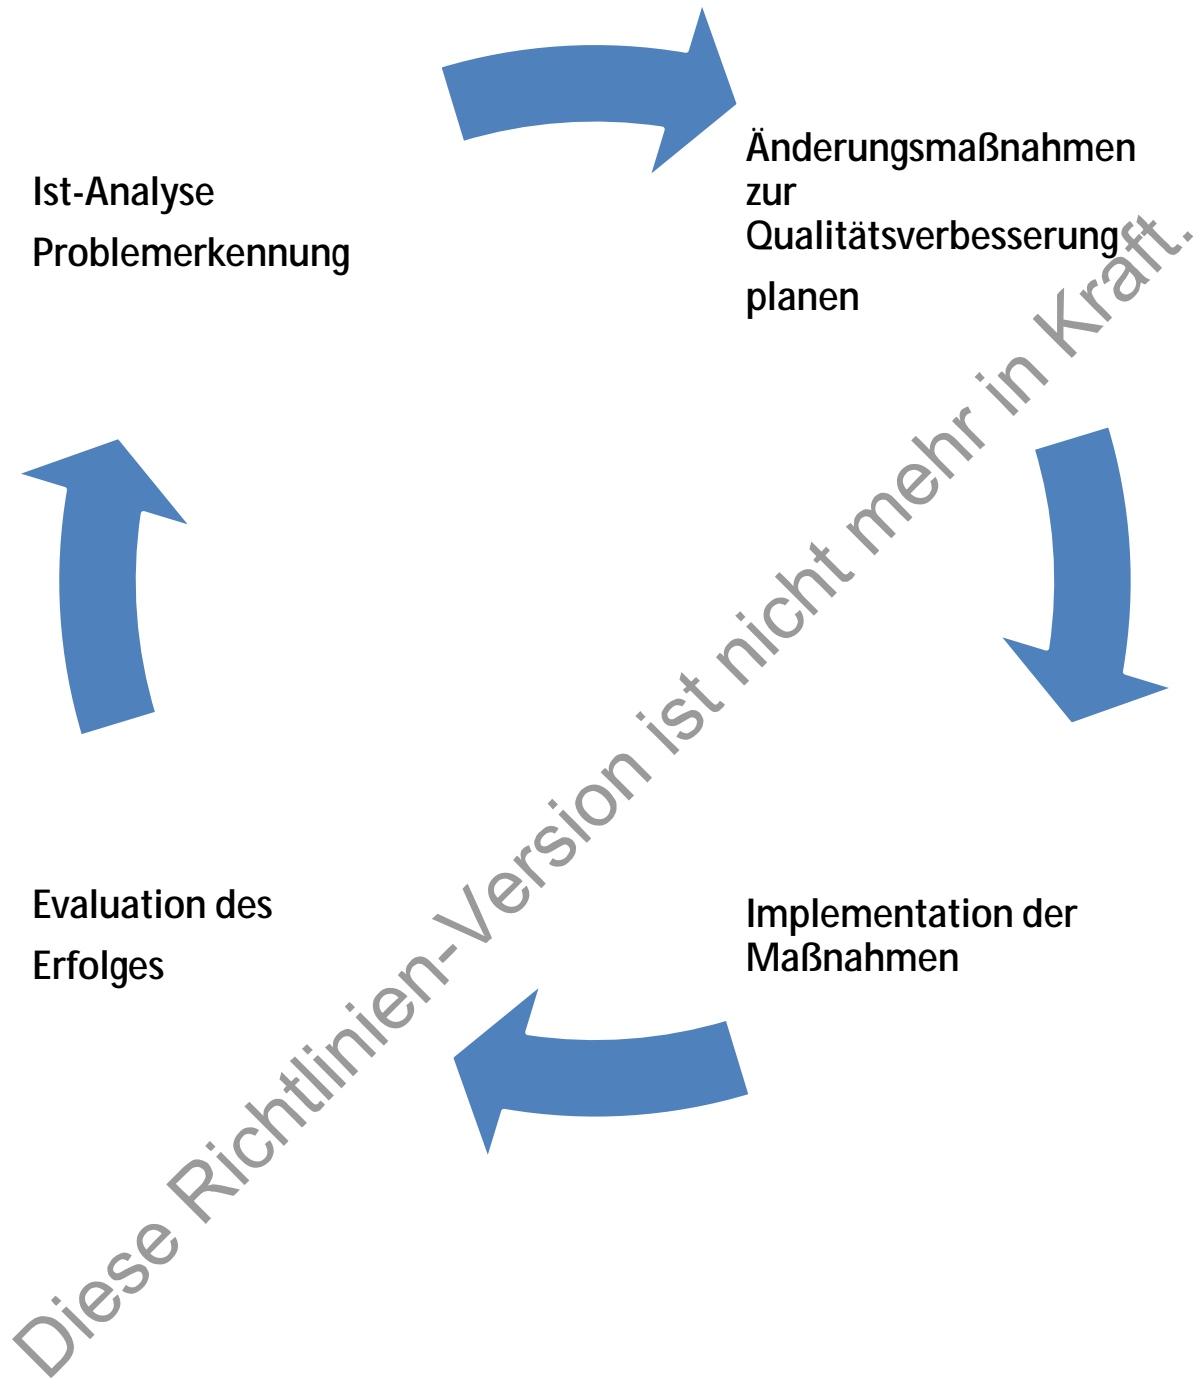 Ist-Analyse
Problemerkennung
Änderungsmaßnahmen
zur
Qualitätsverbesserung
planen
Implementation der
Maßnahmen
Evaluation des
Erfolges
Diese Richtlinien-Version ist nicht mehr in Kraft.